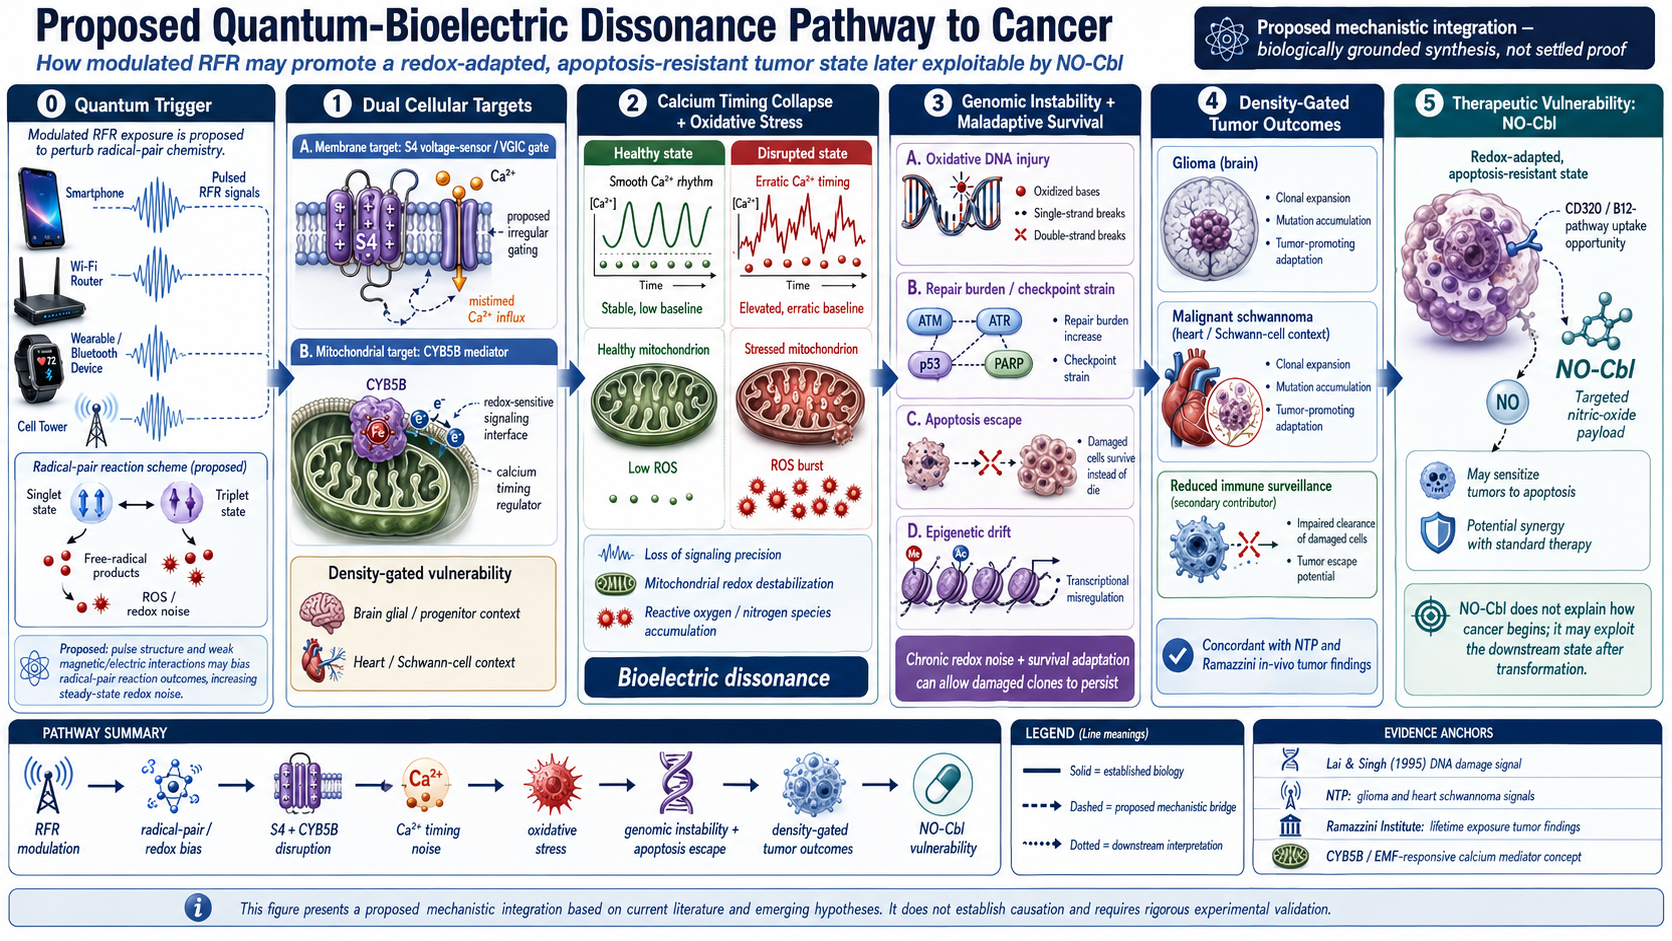 Proposed Quantum-Bioelectric Dissonance Pathway to Cancer
How modulated RFR may promote a redox-adapted, apoptosis-resistant tumor state later exploitable by NO-Cbl
Proposed mechanistic integration —
biologically grounded synthesis, not settled proof
0 Quantum Trigger
Modulated RFR exposure is proposed
to perturb radical-pair chemistry.
Smartphone
Pulsed
RFR signals
Wi-Fi
Router
Wearable /
Bluetooth
Device
72
Cell Tower
Radical-pair reaction scheme (proposed)
Singlet
state
Triplet
state
Free-radical
products
ROS /
redox noise
Proposed: pulse structure and weak
magnetic/electric interactions may bias
radical-pair reaction outcomes, increasing
steady-state redox noise.
1 Dual Cellular Targets
A. Membrane target: S4 voltage-sensor / VGIC gate
Ca²⁺
S4
proposed
irregular
gating
mistimed
Ca²⁺ influx
B. Mitochondrial target: CYB5B mediator
CYB5B
Fe
e⁻
e⁻
e⁻
redox-sensitive
signaling
interface
calcium
timing
regulator
Density-gated vulnerability
Brain glial / progenitor context
Heart / Schwann-cell context
2 Calcium Timing Collapse
+ Oxidative Stress
Healthy state
Smooth Ca²⁺ rhythm
[Ca²⁺]
Time
Stable, low baseline
Disrupted state
Erratic Ca²⁺ timing
[Ca²⁺]
Time
Elevated, erratic baseline
Healthy mitochondrion
Low ROS
Stressed mitochondrion
ROS burst
Loss of signaling precision
Mitochondrial redox destabilization
Reactive oxygen / nitrogen species
accumulation
Bioelectric dissonance
3 Genomic Instability +
Maladaptive Survival
A. Oxidative DNA injury
Oxidized bases
Single-strand breaks
Double-strand breaks
B. Repair burden / checkpoint strain
ATM
ATR
p53
PARP
• Repair burden
increase
• Checkpoint
strain
C. Apoptosis escape
• Damaged
cells survive
instead of
die
D. Epigenetic drift
Me
Ac
• Transcriptional
misregulation
Chronic redox noise + survival adaptation
can allow damaged clones to persist
4 Density-Gated
Tumor Outcomes
Glioma (brain)
• Clonal expansion
• Mutation accumulation
• Tumor-promoting
adaptation
Malignant schwannoma
(heart / Schwann-cell context)
• Clonal expansion
• Mutation accumulation
• Tumor-promoting
adaptation
Reduced immune surveillance
(secondary contributor)
• Impaired clearance
of damaged cells
• Tumor escape
potential
Concordant with NTP and
Ramazzini in-vivo tumor findings
5 Therapeutic Vulnerability:
NO-Cbl
Redox-adapted,
apoptosis-resistant state
CD320 / B12-
pathway uptake
opportunity
NO-Cbl
Targeted
nitric-oxide
payload
NO
May sensitize
tumors to apoptosis
Potential synergy
with standard therapy
NO-Cbl does not explain how
cancer begins; it may exploit
the downstream state after
transformation.
PATHWAY SUMMARY
RFR
modulation
radical-pair /
redox bias
S4 + CYB5B
disruption
Ca²⁺
Ca²⁺ timing
noise
oxidative
stress
genomic instability +
apoptosis escape
density-gated
tumor outcomes
NO-Cbl
vulnerability
LEGEND (Line meanings)
Solid = established biology
Dashed = proposed mechanistic bridge
Dotted = downstream interpretation
EVIDENCE ANCHORS
Lai & Singh (1995) DNA damage signal
NTP: glioma and heart schwannoma signals
Ramazzini Institute: lifetime exposure tumor findings
CYB5B / EMF-responsive calcium mediator concept
i
This figure presents a proposed mechanistic integration based on current literature and emerging hypotheses. It does not establish causation and requires rigorous experimental validation.